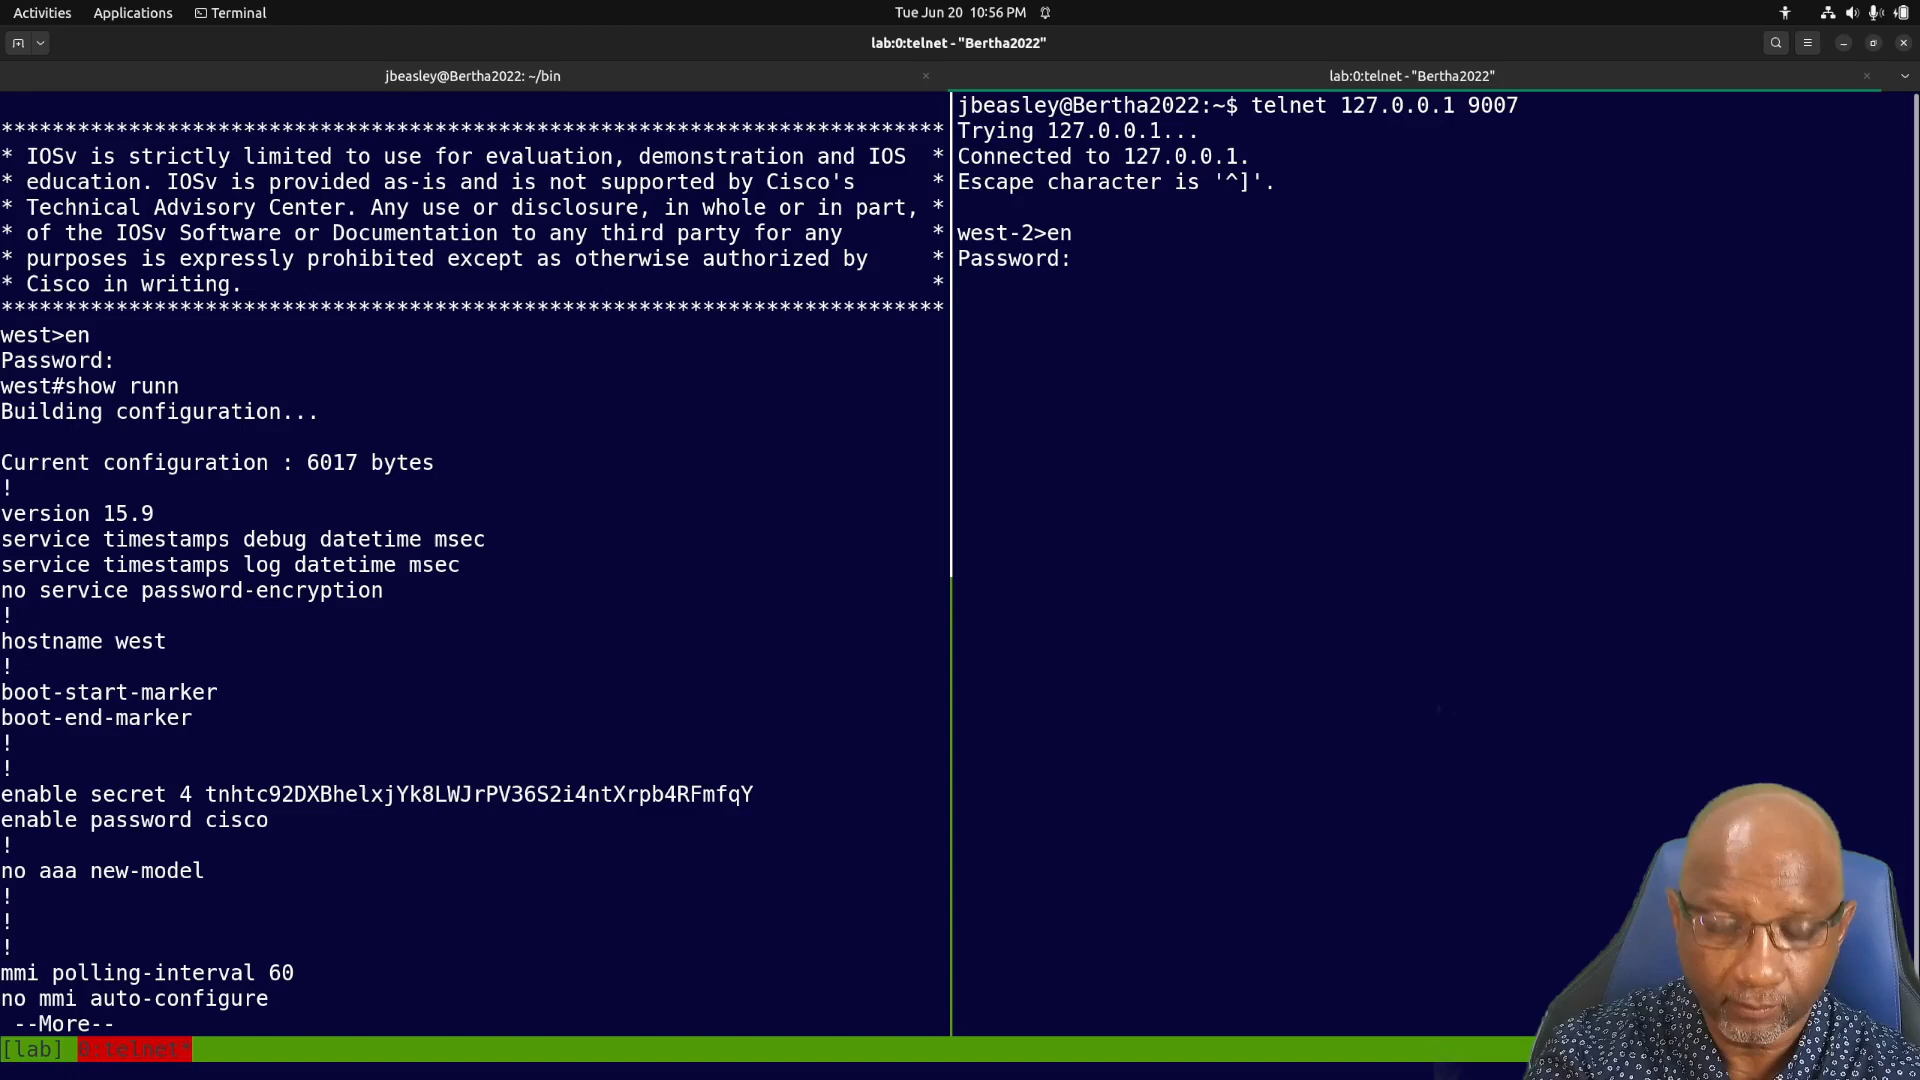 Activities Applications Terminal Tue Jun 20 10:56 PM
lab:0:telnet - "Bertha2022"
jbeasley@Bertha2022: ~/bin × lab:0:telnet - "Bertha2022" ×
**************************************************************************
* IOSv is strictly limited to use for evaluation, demonstration and IOS  *
* education. IOSv is provided as-is and is not supported by Cisco's      *
* Technical Advisory Center. Any use or disclosure, in whole or in part, *
* of the IOSv Software or Documentation to any third party for any       *
* purposes is expressly prohibited except as otherwise authorized by     *
* Cisco in writing.                                                      *
**************************************************************************
west>en
Password:
west#show runn
Building configuration...
Current configuration : 6017 bytes
!
version 15.9
service timestamps debug datetime msec
service timestamps log datetime msec
no service password-encryption
!
hostname west
!
boot-start-marker
boot-end-marker
!
!
enable secret 4 tnhtc92DXBhelxjYk8LWJrPV36S2i4ntXrpb4RFmfqY
enable password cisco
!
no aaa new-model
!
!
!
mmi polling-interval 60
no mmi auto-configure
--More--
jbeasley@Bertha2022:~$ telnet 127.0.0.1 9007
Trying 127.0.0.1...
Connected to 127.0.0.1.
Escape character is '^]'.
west-2>en
Password:
[lab] 0:telnet*